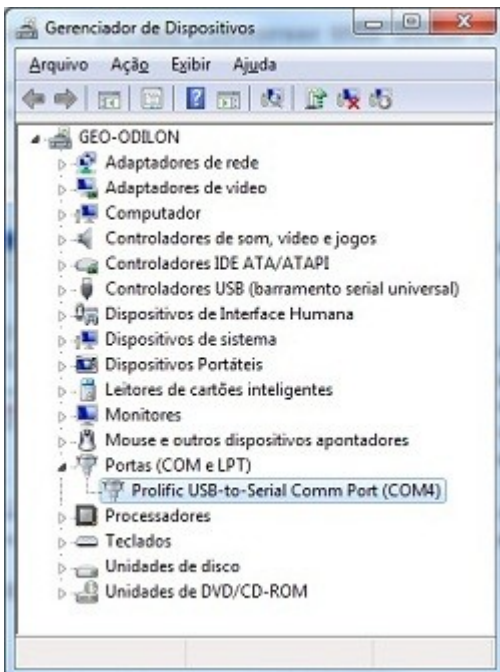 Gerenciador de Dispositivos
Arquivo Ação Exibir Ajuda
GEO-ODILON
Adaptadores de rede
Adaptadores de vídeo
Computador
Controladores de som, vídeo e jogos
Controladores IDE ATA/ATAPI
Controladores USB (barramento serial universal)
Dispositivos de Interface Humana
Dispositivos de sistema
Dispositivos Portáteis
Leitores de cartões inteligentes
Monitores
Mouse e outros dispositivos apontadores
Portas (COM e LPT)
Prolific USB-to-Serial Comm Port (COM4)
Processadores
Teclados
Unidades de disco
Unidades de DVD/CD-ROM